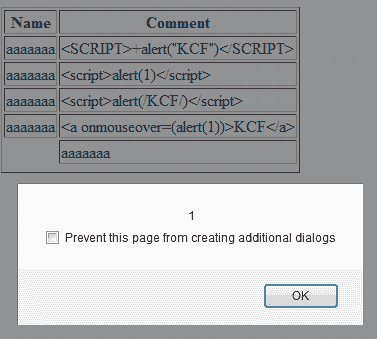 Name Comment
aaaaaaa <SCRIPT>+alert("KCF")</SCRIPT>
aaaaaaa <script>alert(1)</script>
aaaaaaa <script>alert(/KCF/)</script>
aaaaaaa <a onmouseover=(alert(1))>KCF</a>
aaaaaaa
1
Prevent this page from creating additional dialogs
OK